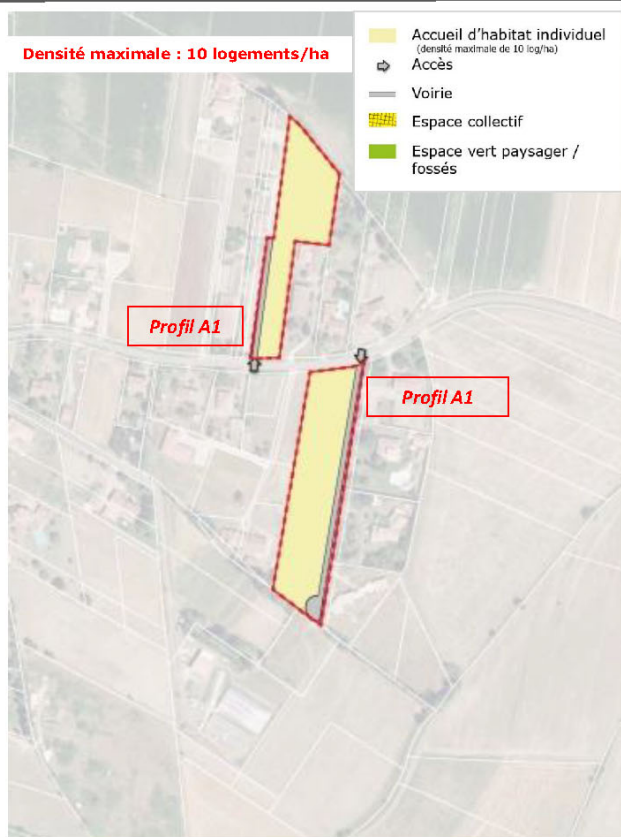 Densité maximale : 10 logements/ha
Accueil d'habitat individuel
(densité maximale de 10 log/ha)
Accès
Voirie
Espace collectif
Espace vert paysager /
fossés
Profil A1
Profil A1